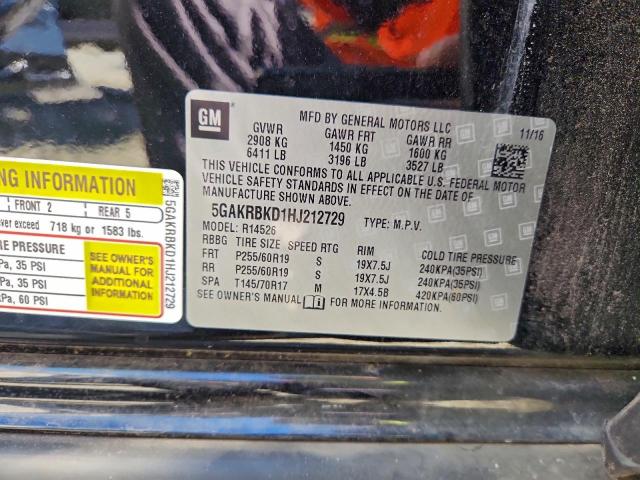 NG INFORMATION
FRONT 2 REAR 5
ver exceed 718 kg or 1583 lbs.
RE PRESSURE
Pa, 35 PSI
Pa, 35 PSI
Pa, 60 PSI
SEE OWNER'S
MANUAL FOR
ADDITIONAL
INFORMATION
5GAKRBKD1HJ212729
GM
MFD BY GENERAL MOTORS LLC
11/16
GVWR GAWR FRT GAWR RR
2908 KG 1450 KG 1600 KG
6411 LB 3196 LB 3527 LB
THIS VEHICLE CONFORMS TO ALL APPLICABLE U.S. FEDERAL MOTOR
VEHICLE SAFETY STANDARDS IN EFFECT ON THE DATE OF
MANUFACTURE SHOWN ABOVE.
5GAKRBKD1HJ212729 TYPE: M.P.V.
MODEL: R14526
RBBG TIRE SIZE SPEED RTG RIM COLD TIRE PRESSURE
FRT P255/60R19 S 19X7.5J 240KPA(35PSI)
RR P255/60R19 S 19X7.5J 240KPA(35PSI)
SPA T145/70R17 M 17X4.5B 420KPA(60PSI)
SEE OWNER'S MANUAL FOR MORE INFORMATION.